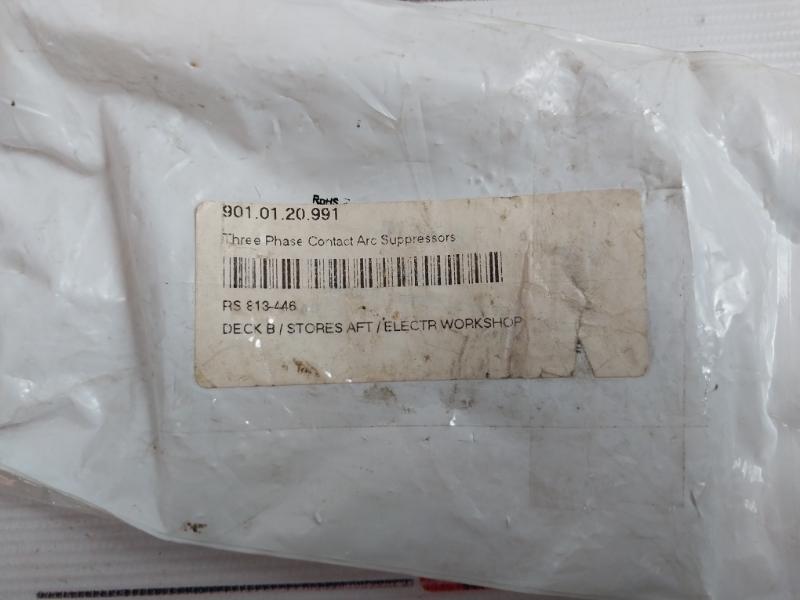 RoHS
901.01.20.991
Three Phase Contact Arc Suppressors
RS 813-446
DECK B / STORES AFT / ELECTR WORKSHOP